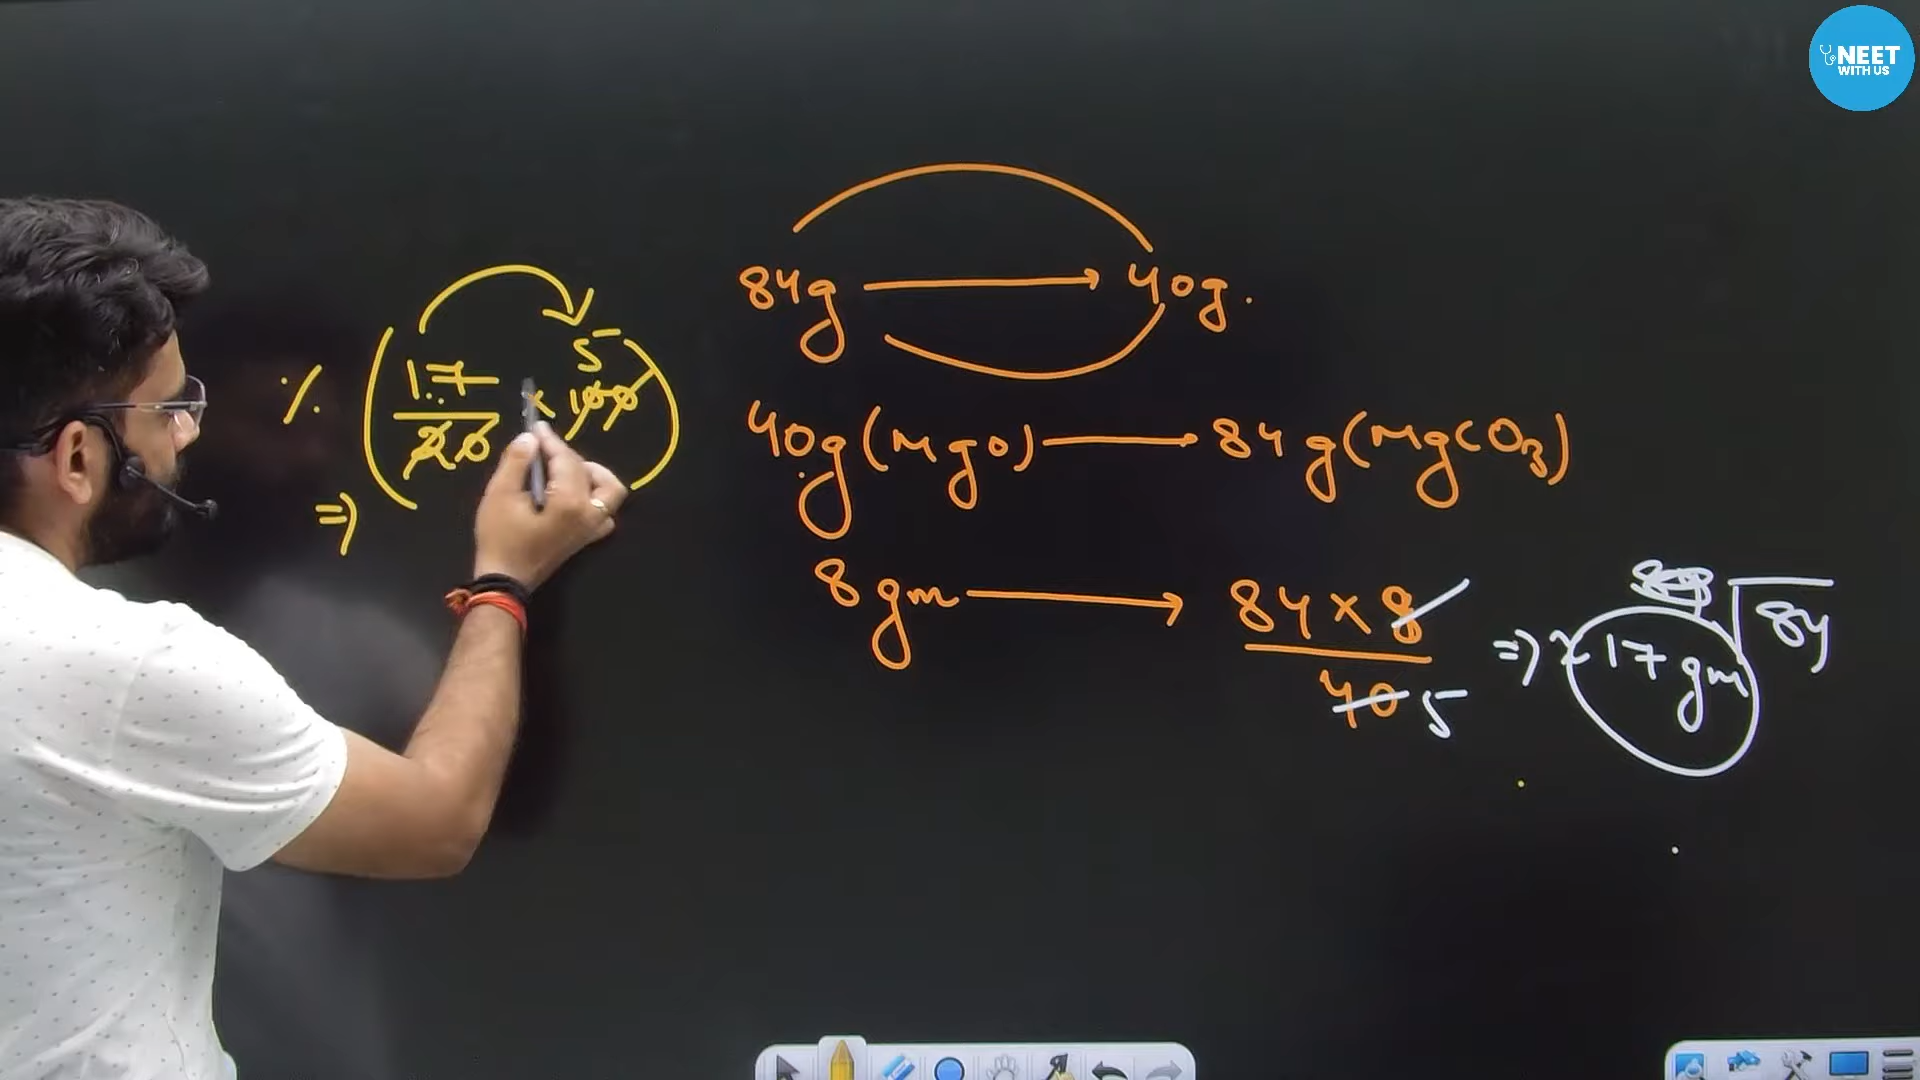 NEET
WITH US
84g → 40g.
% ( 17/20 × 100 5 )
⇒
40g (MgO) → 84g (MgCO3)
8 gm → 84 × 8 / 40 5 ⇒ ~ 17 gm
84